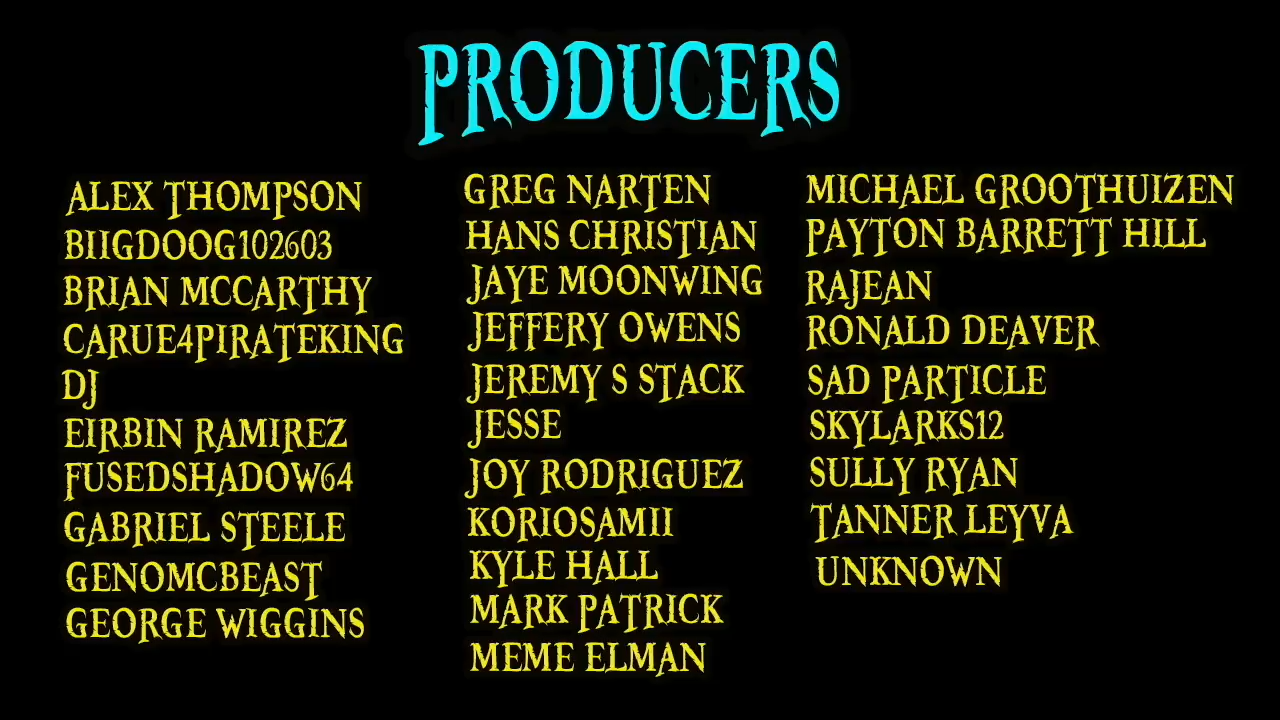 PRODUCERS
ALEX THOMPSON
BIIGDOOG102603
BRIAN MCCARTHY
CARUE4PIRATEKING
DJ
EIRBIN RAMIREZ
FUSEDSHADOW64
GABRIEL STEELE
GENOMCBEAST
GEORGE WIGGINS
GREG NARTEN
HANS CHRISTIAN
JAYE MOONWING
JEFFERY OWENS
JEREMY S STACK
JESSE
JOY RODRIGUEZ
KORIOSAMII
KYLE HALL
MARK PATRICK
MEME ELMAN
MICHAEL GROOTHUIZEN
PAYTON BARRETT HILL
RAJEAN
RONALD DEAVER
SAD PARTICLE
SKYLARKS12
SULLY RYAN
TANNER LEYVA
UNKNOWN